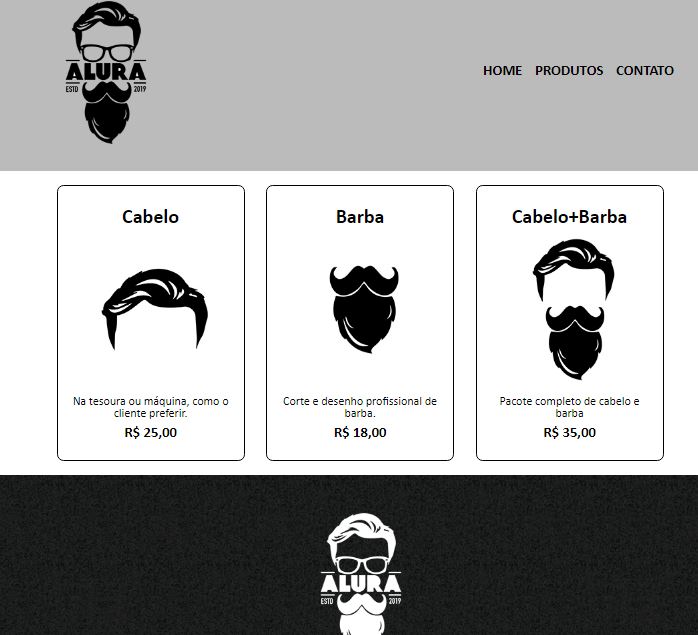 ALURA
ESTD 2019
HOME PRODUTOS CONTATO
Cabelo
Na tesoura ou máquina, como o
cliente preferir.
R$ 25,00
Barba
Corte e desenho profissional de
barba.
R$ 18,00
Cabelo+Barba
Pacote completo de cabelo e
barba
R$ 35,00
ALURA
ESTD 2019